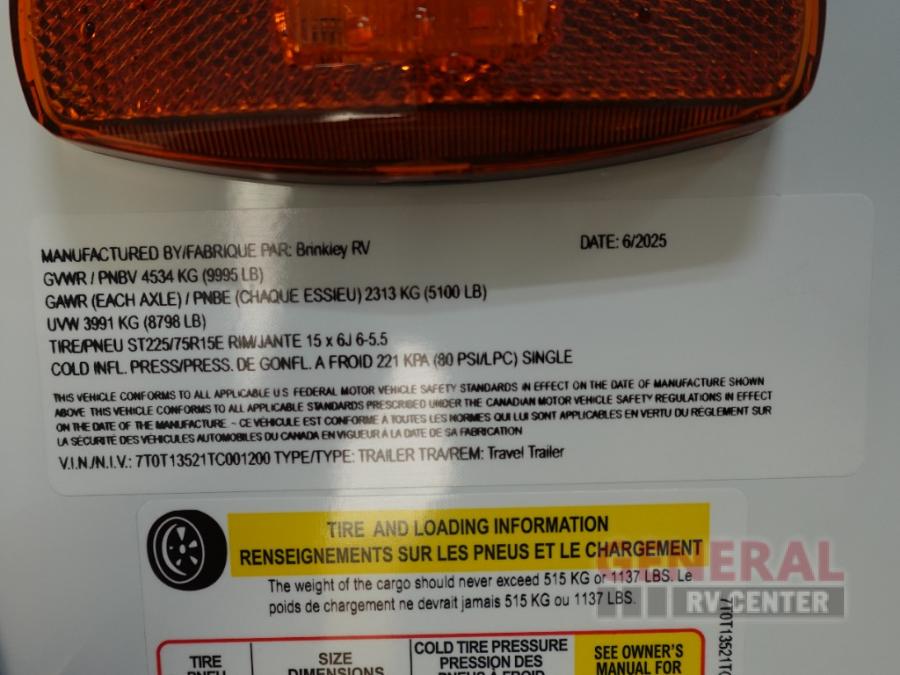 MANUFACTURED BY/FABRIQUE PAR: Brinkley RV DATE: 6/2025
GVWR / PNBV 4534 KG (9995 LB)
GAWR (EACH AXLE) / PNBE (CHAQUE ESSIEU) 2313 KG (5100 LB)
UVW 3991 KG (8798 LB)
TIRE/PNEU ST225/75R15E RIM/JANTE 15 x 6J 6-5.5
COLD INFL. PRESS/PRESS. DE GONFL. A FROID 221 KPA (80 PSI/LPC) SINGLE
THIS VEHICLE CONFORMS TO ALL APPLICABLE U.S. FEDERAL MOTOR VEHICLE SAFETY STANDARDS IN EFFECT ON THE DATE OF MANUFACTURE SHOWN
ABOVE THIS VEHICLE CONFORMS TO ALL APPLICABLE STANDARDS PRESCRIBED UNDER THE CANADIAN MOTOR VEHICLE SAFETY REGULATIONS IN EFFECT
ON THE DATE OF THE MANUFACTURE - CE VEHICULE EST CONFORME A TOUTES LES NORMES QUI LUI SONT APPLICABLES EN VERTU DU RÈGLEMENT SUR
LA SÉCURITÉ DES VEHICULES AUTOMOBILES DU CANADA EN VIGUEUR À LA DATE DE SA FABRICATION
V.I.N./N.I.V.: 7T0T13521TC001200 TYPE/TYPE: TRAILER TRA/REM: Travel Trailer
TIRE AND LOADING INFORMATION
RENSEIGNEMENTS SUR LES PNEUS ET LE CHARGEMENT
The weight of the cargo should never exceed 515 KG or 1137 LBS. Le
poids de chargement ne devrait jamais 515 KG ou 1137 LBS.
GENERAL
RV CENTER
7T0T13521TC
TIRE SIZE COLD TIRE PRESSURE SEE OWNER'S
PNEU DIMENSIONS PRESSION DES MANUAL FOR
PNEUS À FROID